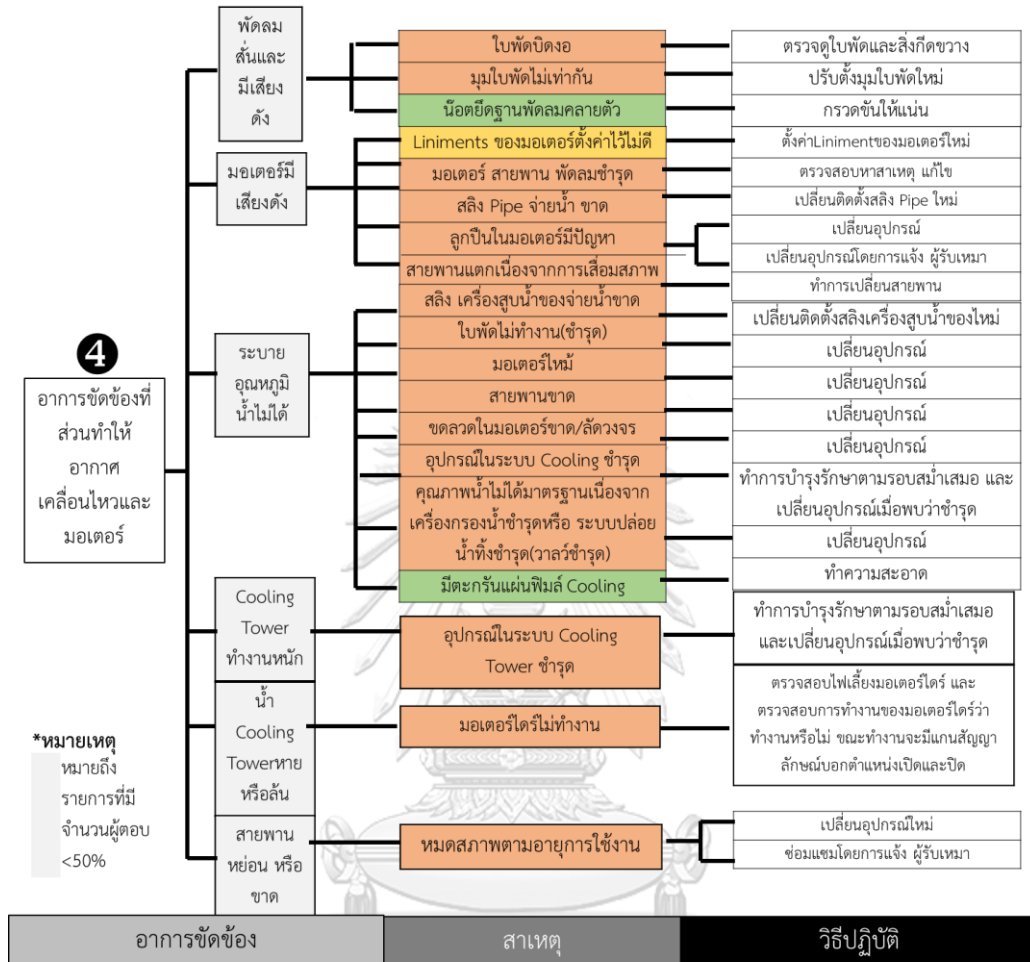 พัดลม
สั่นและ
มีเสียง
ดัง
ใบพัดบิดงอ
ตรวจดูใบพัดและสิ่งกีดขวาง
มุมใบพัดไม่เท่ากัน
ปรับตั้งมุมใบพัดใหม่
น๊อตยึดฐานพัดลมคลายตัว
กรวดขันให้แน่น
มอเตอร์มี
เสียงดัง
Liniments ของมอเตอร์ตั้งค่าไว้ไม่ดี
ตั้งค่าLinimentของมอเตอร์ใหม่
มอเตอร์ สายพาน พัดลมชำรุด
ตรวจสอบหาสาเหตุ แก้ไข
สลิง Pipe จ่ายน้ำ ขาด
เปลี่ยนติดตั้งสลิง Pipe ใหม่
ลูกปืนในมอเตอร์มีปัญหา
เปลี่ยนอุปกรณ์
เปลี่ยนอุปกรณ์โดยการแจ้ง ผู้รับเหมา
สายพานแตกเนื่องจากการเสื่อมสภาพ
ทำการเปลี่ยนสายพาน
❹
อาการขัดข้องที่
ส่วนทำให้
อากาศ
เคลื่อนไหวและ
มอเตอร์
ระบาย
อุณหภูมิ
น้ำไม่ได้
สลิง เครื่องสูบน้ำของจ่ายน้ำขาด
เปลี่ยนติดตั้งสลิงเครื่องสูบน้ำของใหม่
ใบพัดไม่ทำงาน(ชำรุด)
เปลี่ยนอุปกรณ์
มอเตอร์ไหม้
เปลี่ยนอุปกรณ์
สายพานขาด
เปลี่ยนอุปกรณ์
ขดลวดในมอเตอร์ขาด/ลัดวงจร
เปลี่ยนอุปกรณ์
อุปกรณ์ในระบบ Cooling ชำรุด
ทำการบำรุงรักษาตามรอบสม่ำเสมอ และ
เปลี่ยนอุปกรณ์เมื่อพบว่าชำรุด
คุณภาพน้ำไม่ได้มาตรฐานเนื่องจาก
เครื่องกรองน้ำชำรุดหรือ ระบบปล่อย
น้ำทิ้งชำรุด(วาลว์ชำรุด)
เปลี่ยนอุปกรณ์
มีตะกรันแผ่นฟิมล์ Cooling
ทำความสะอาด
Cooling
Tower
ทำงานหนัก
อุปกรณ์ในระบบ Cooling
Tower ชำรุด
ทำการบำรุงรักษาตามรอบสม่ำเสมอ
และเปลี่ยนอุปกรณ์เมื่อพบว่าชำรุด
น้ำ
Cooling
Towerหาย
หรือล้น
มอเตอร์ไดร์ไม่ทำงาน
ตรวจสอบไฟเลี้ยงมอเตอร์ไดร์ และ
ตรวจสอบการทำงานของมอเตอร์ไดร์ว่า
ทำงานหรือไม่ ขณะทำงานจะมีแกนสัญญา
ลักษณ์บอกตำแหน่งเปิดและปิด
สายพาน
หย่อน หรือ
ขาด
หมดสภาพตามอายุการใช้งาน
เปลี่ยนอุปกรณ์ใหม่
ซ่อมแซมโดยการแจ้ง ผู้รับเหมา
*หมายเหตุ
หมายถึง
รายการที่มี
จำนวนผู้ตอบ
<50%
อาการขัดข้อง
สาเหตุ
วิธีปฏิบัติ